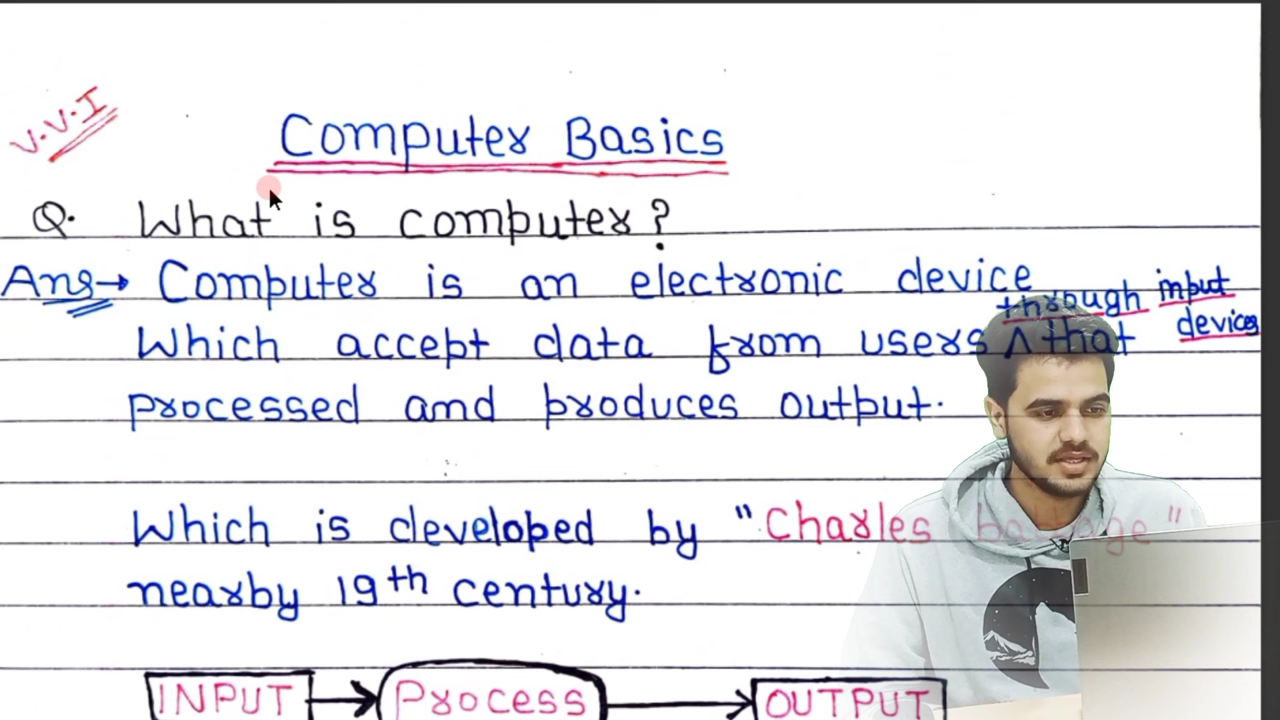 V.V.I
Computer Basics
Q. What is computer?
Ans→ Computer is an electronic device
through input
devices
Which accept data from users ^ that
processed and produces output.
Which is developed by "Charles babbage"
nearby 19th century.
INPUT → Process → OUTPUT